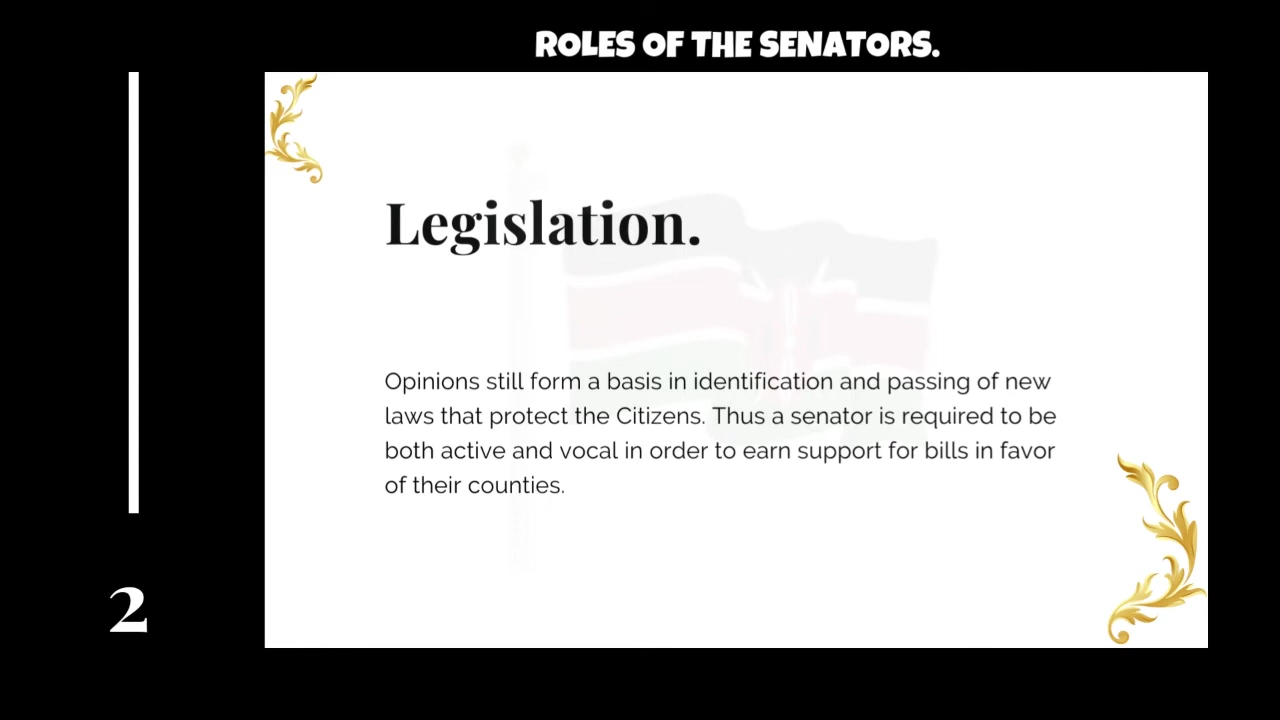 ROLES OF THE SENATORS.
Legislation.
Opinions still form a basis in identification and passing of new
laws that protect the Citizens. Thus a senator is required to be
both active and vocal in order to earn support for bills in favor
of their counties.
2